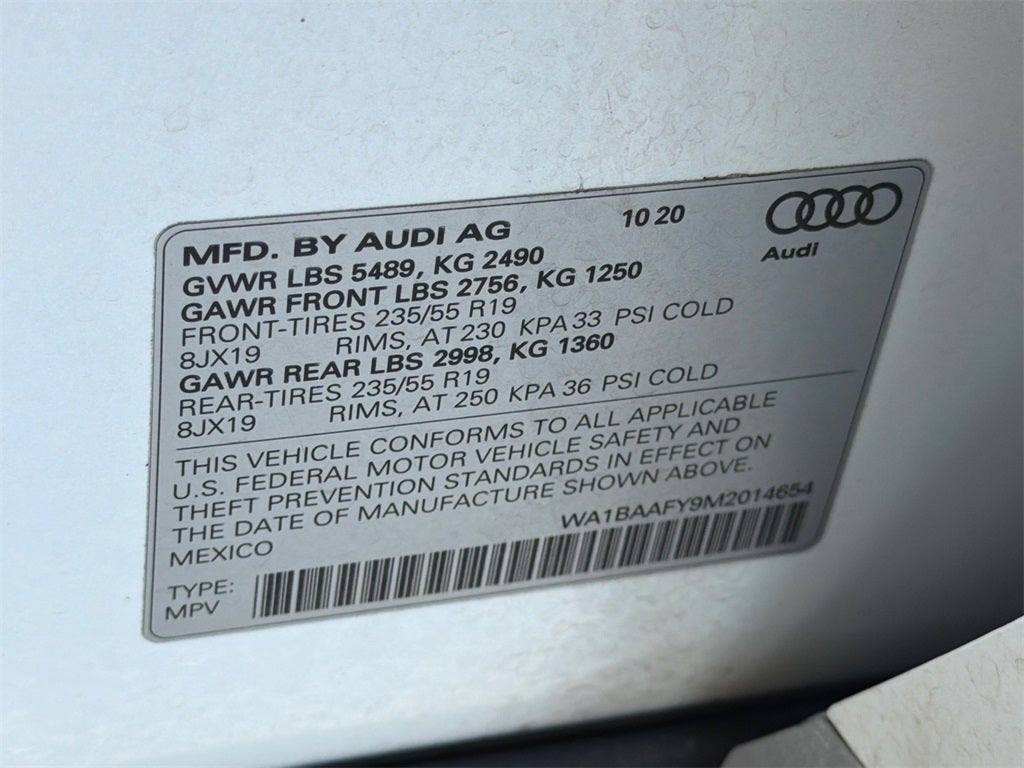 MFD. BY AUDI AG 10 20
Audi
GVWR LBS 5489, KG 2490
GAWR FRONT LBS 2756, KG 1250
FRONT-TIRES 235/55 R19
8JX19 RIMS, AT 230 KPA 33 PSI COLD
GAWR REAR LBS 2998, KG 1360
REAR-TIRES 235/55 R19
8JX19 RIMS, AT 250 KPA 36 PSI COLD
THIS VEHICLE CONFORMS TO ALL APPLICABLE
U.S. FEDERAL MOTOR VEHICLE SAFETY AND
THEFT PREVENTION STANDARDS IN EFFECT ON
THE DATE OF MANUFACTURE SHOWN ABOVE.
MEXICO WA1BAAFY9M2014654
TYPE:
MPV